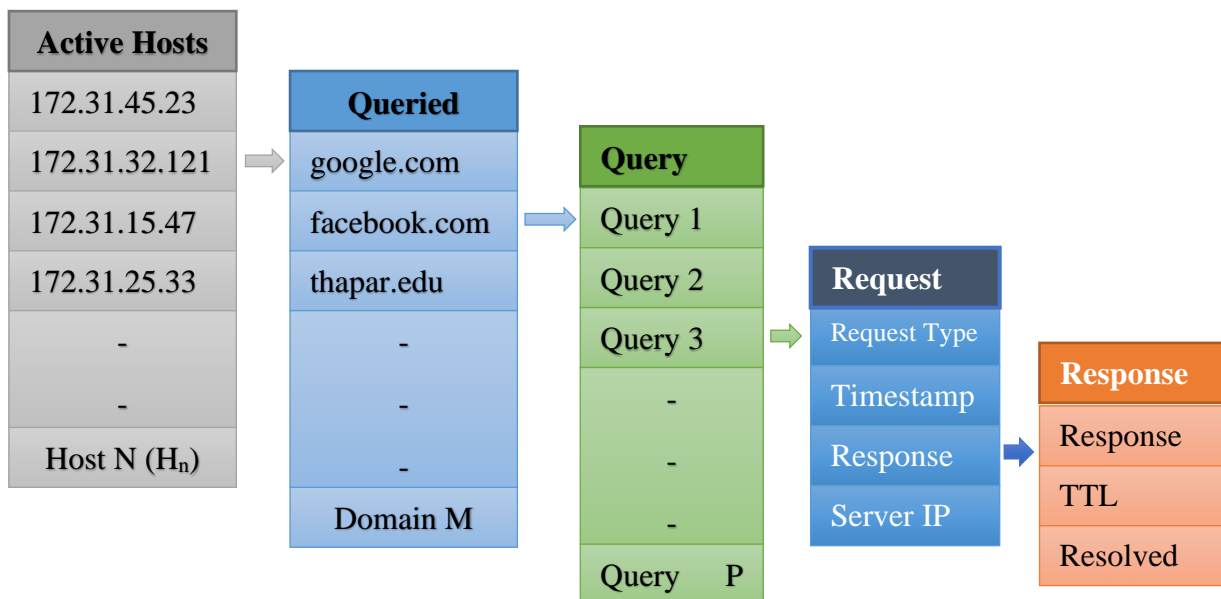 Active Hosts
172.31.45.23
172.31.32.121
172.31.15.47
172.31.25.33
-
-
Host N (Hn)
Queried
google.com
facebook.com
thapar.edu
-
-
-
Domain M
Query
Query 1
Query 2
Query 3
-
-
-
Query P
Request
Request Type
Timestamp
Response
Server IP
Response
Response
TTL
Resolved